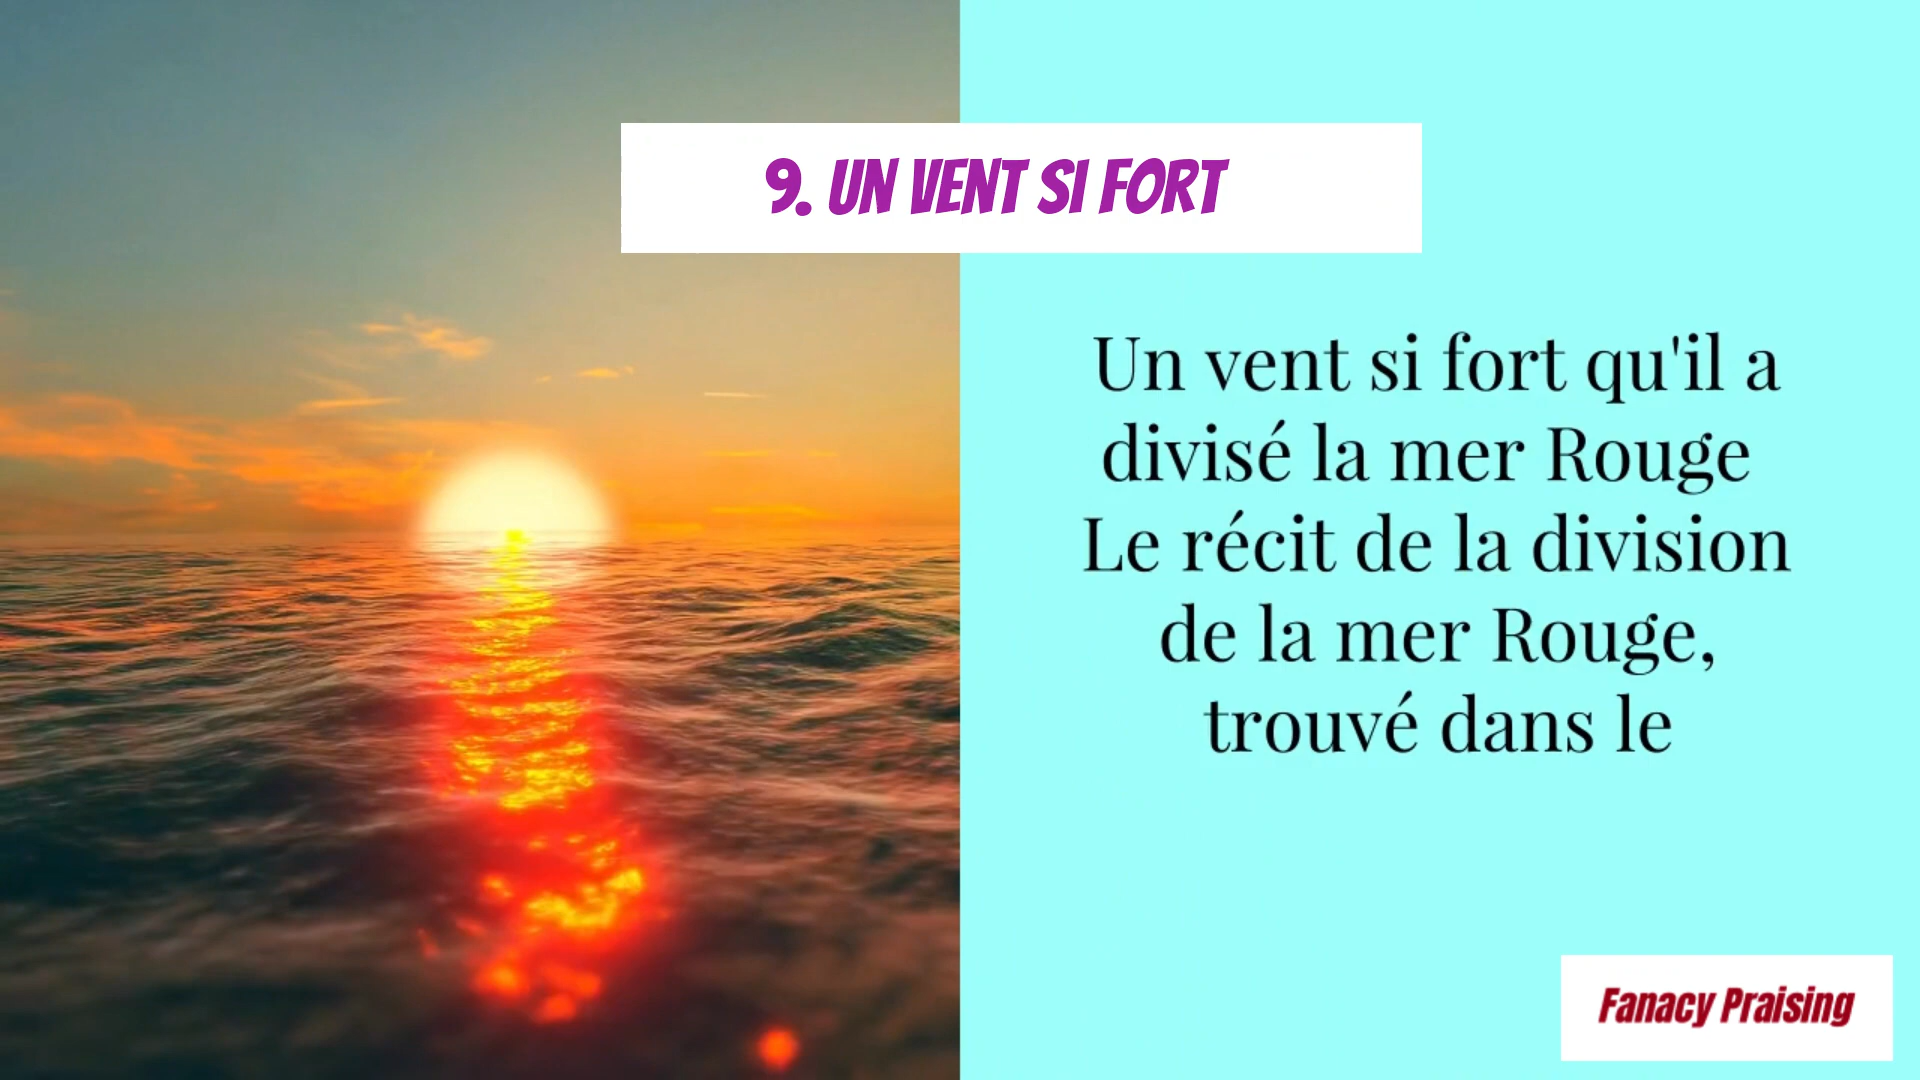 9. UN VENT SI FORT
Un vent si fort qu'il a
divisé la mer Rouge
Le récit de la division
de la mer Rouge,
trouvé dans le
Fanacy Praising